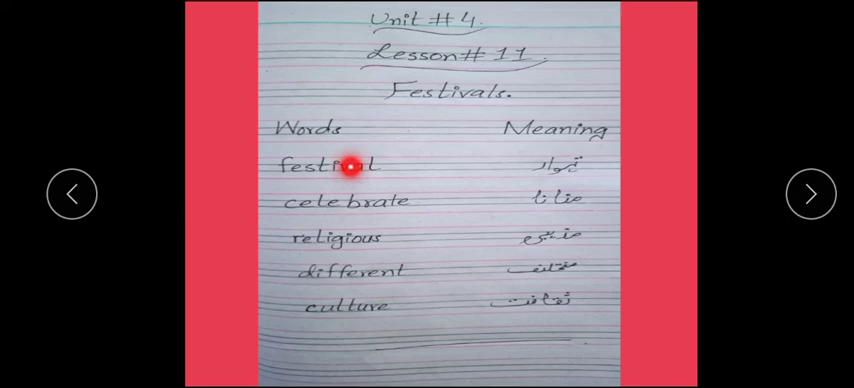 Unit # 4.
Lesson # 11.
Festivals.
Words Meaning
festival تہوار
celebrate منانا
religious مذہبی
different مختلف
culture ثقافت